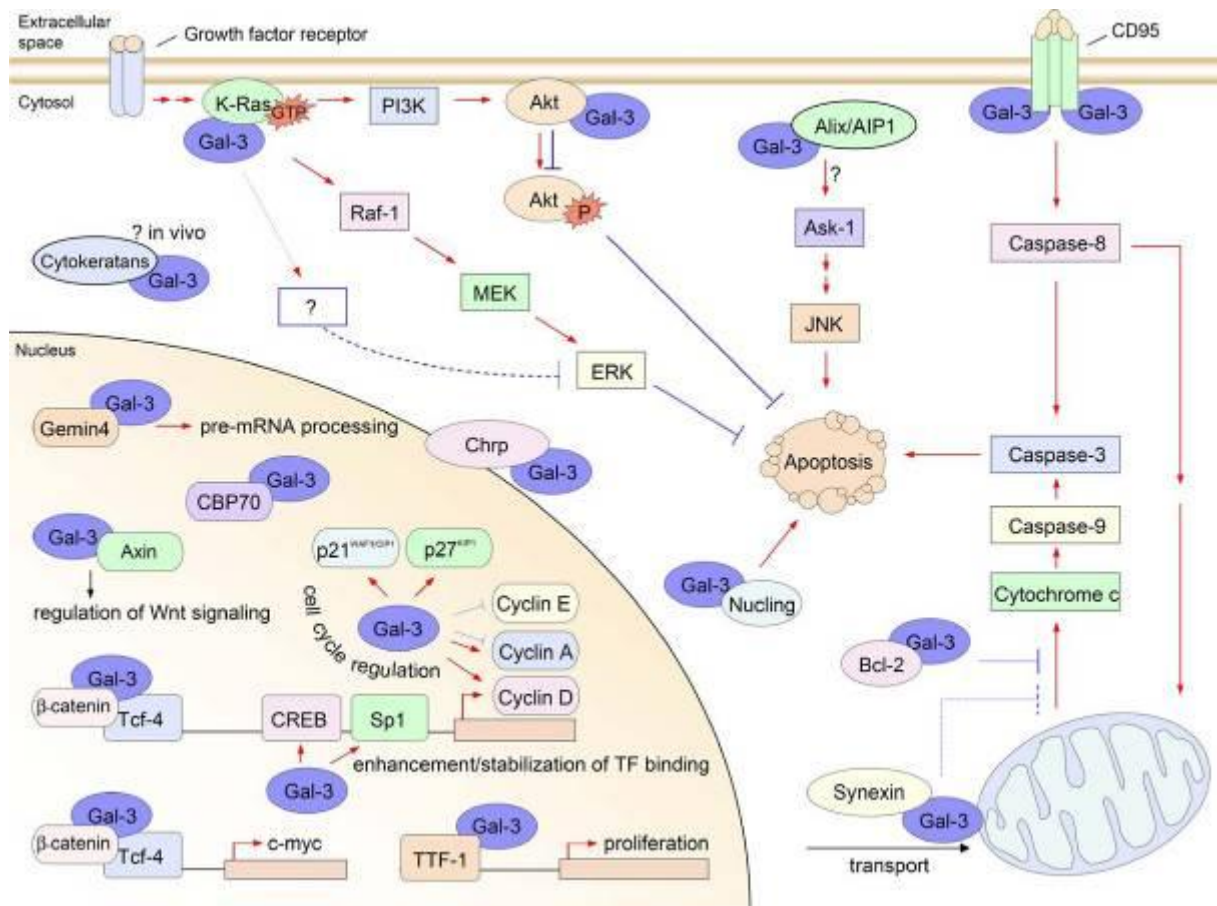 Extracellular
space
Growth factor receptor
CD95
Cytosol
K-Ras
GTP
Gal-3
PI3K
Akt
Gal-3
Gal-3
Alix/AIP1
Gal-3
Gal-3
?
Akt
P
Raf-1
Ask-1
Caspase-8
? in vivo
Cytokeratans
Gal-3
MEK
?
JNK
Nucleus
ERK
Gal-3
Gemin4
pre-mRNA processing
Chrp
Gal-3
Apoptosis
Caspase-3
Gal-3
CBP70
Caspase-9
Gal-3
Axin
p21WAF1/CIP1
p27KIP1
regulation of Wnt signaling
Gal-3
Nucling
Cytochrome c
Cyclin E
Gal-3
cell cycle regulation
Cyclin A
Gal-3
Bcl-2
Gal-3
β-catenin
Tcf-4
CREB
Sp1
Cyclin D
enhancement/stabilization of TF binding
Gal-3
Synexin
Gal-3
transport
Gal-3
β-catenin
Tcf-4
c-myc
Gal-3
TTF-1
proliferation